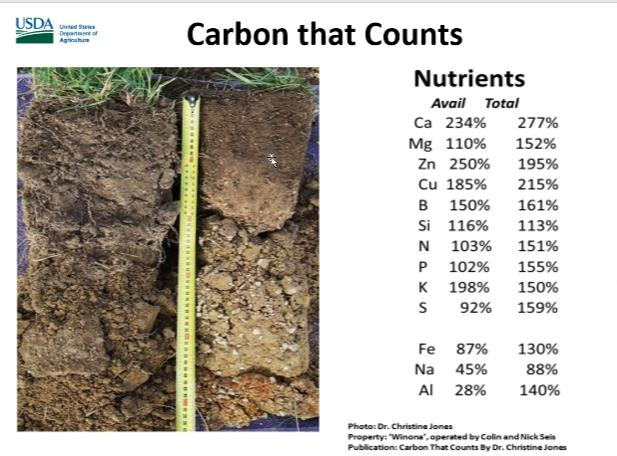 USDA
United States
Department of
Agriculture
Carbon that Counts
Nutrients
Avail Total
Ca 234% 277%
Mg 110% 152%
Zn 250% 195%
Cu 185% 215%
B 150% 161%
Si 116% 113%
N 103% 151%
P 102% 155%
K 198% 150%
S 92% 159%
Fe 87% 130%
Na 45% 88%
Al 28% 140%
Photo: Dr. Christine Jones
Property: 'Winona', operated by Colin and Nick Seis
Publication: Carbon That Counts By Dr. Christine Jones